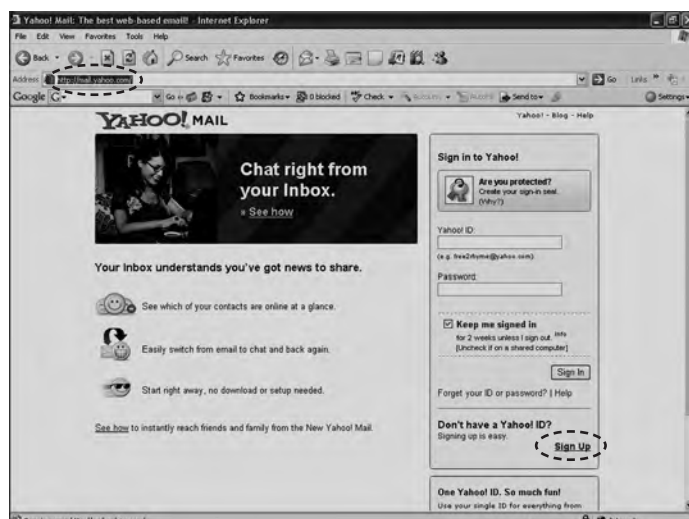 Yahoo! Mail: The best web-based email! - Internet Explorer
File Edit View Favorites Tools Help
Back Search Favorites
Address http://mail.yahoo.com Go Links »
Google G Go Bookmarks 0 blocked Check Send to Settings
YAHOO! MAIL
Yahoo! - Blog - Help
Chat right from
your Inbox.
» See how
Your Inbox understands you've got news to share.
See which of your contacts are online at a glance.
Easily switch from email to chat and back again.
Start right away, no download or setup needed.
See how to instantly reach friends and family from the New Yahoo! Mail.
Sign in to Yahoo!
Are you protected?
Create your sign-in seal.
(Why?)
Yahoo! ID:
(e.g. free2rhyme@yahoo.com)
Password:
Keep me signed in
for 2 weeks unless I sign out. Info
[Uncheck if on a shared computer]
Sign In
Forget your ID or password? | Help
Don't have a Yahoo! ID?
Signing up is easy.
Sign Up
One Yahoo! ID. So much fun!
Use your single ID for everything from